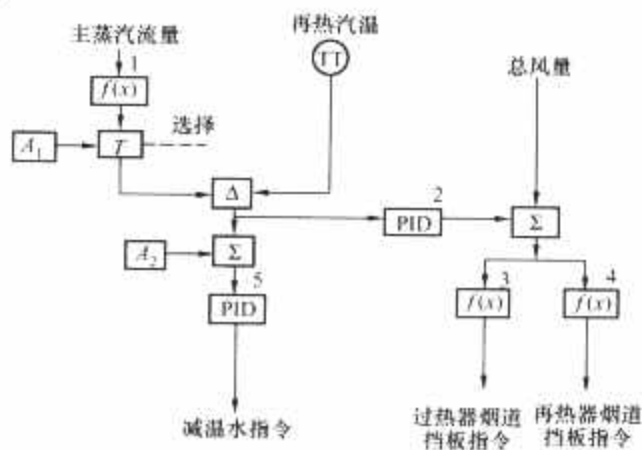 主蒸汽流量
再热汽温
总风量
1
f(x)
TT
选择
A1
T
Δ
2
PID
Σ
A2
Σ
5
PID
3
f(x)
4
f(x)
减温水指令
过热器烟道
挡板指令
再热器烟道
挡板指令